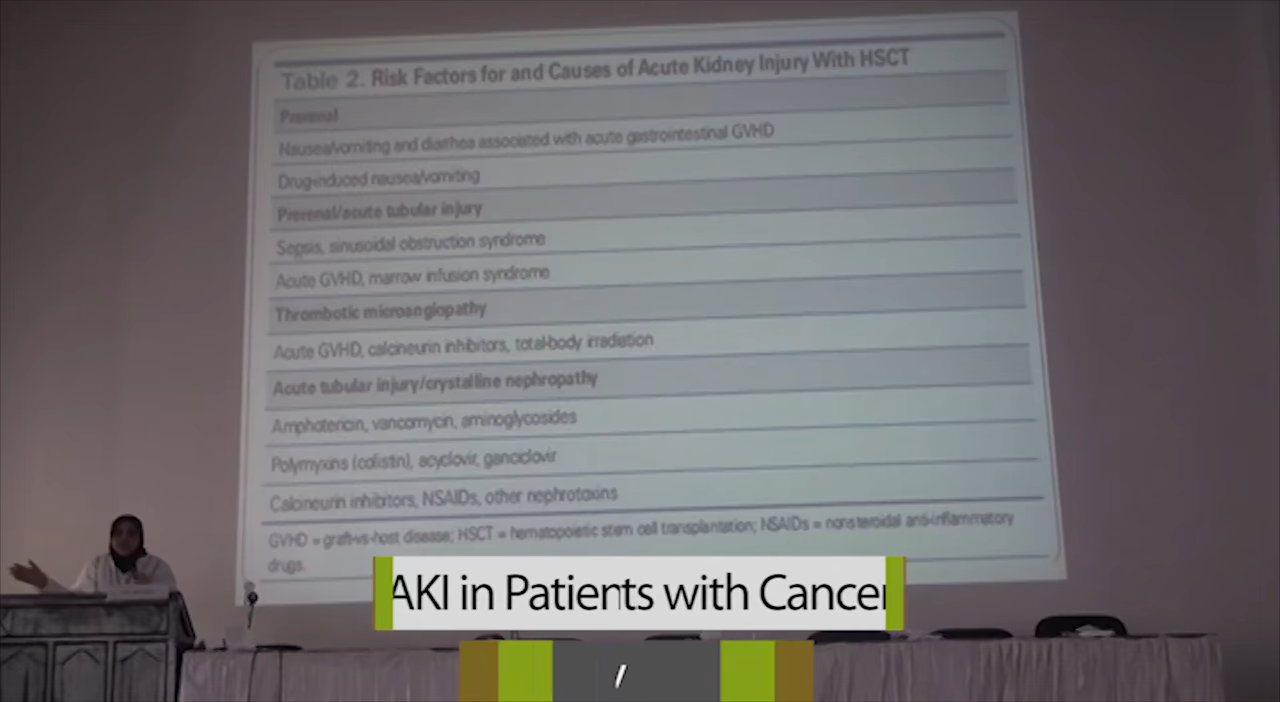 Table 2. Risk Factors for and Causes of Acute Kidney Injury With HSCT
Prerenal
Nausea/vomiting and diarrhea associated with acute gastrointestinal GVHD
Drug-induced nausea/vomiting
Prerenal/acute tubular injury
Sepsis, sinusoidal obstruction syndrome
Acute GVHD, marrow infusion syndrome
Thrombotic microangiopathy
Acute GVHD, calcineurin inhibitors, total-body irradiation
Acute tubular injury/crystalline nephropathy
Amphotericin, vancomycin, aminoglycosides
Polymyxins (colistin), acyclovir, ganciclovir
Calcineurin inhibitors, NSAIDs, other nephrotoxins
GVHD = graft-vs-host disease; HSCT = hematopoietic stem cell transplantation; NSAIDs = nonsteroidal anti-inflammatory
drugs.
AKI in Patients with Cancer
/